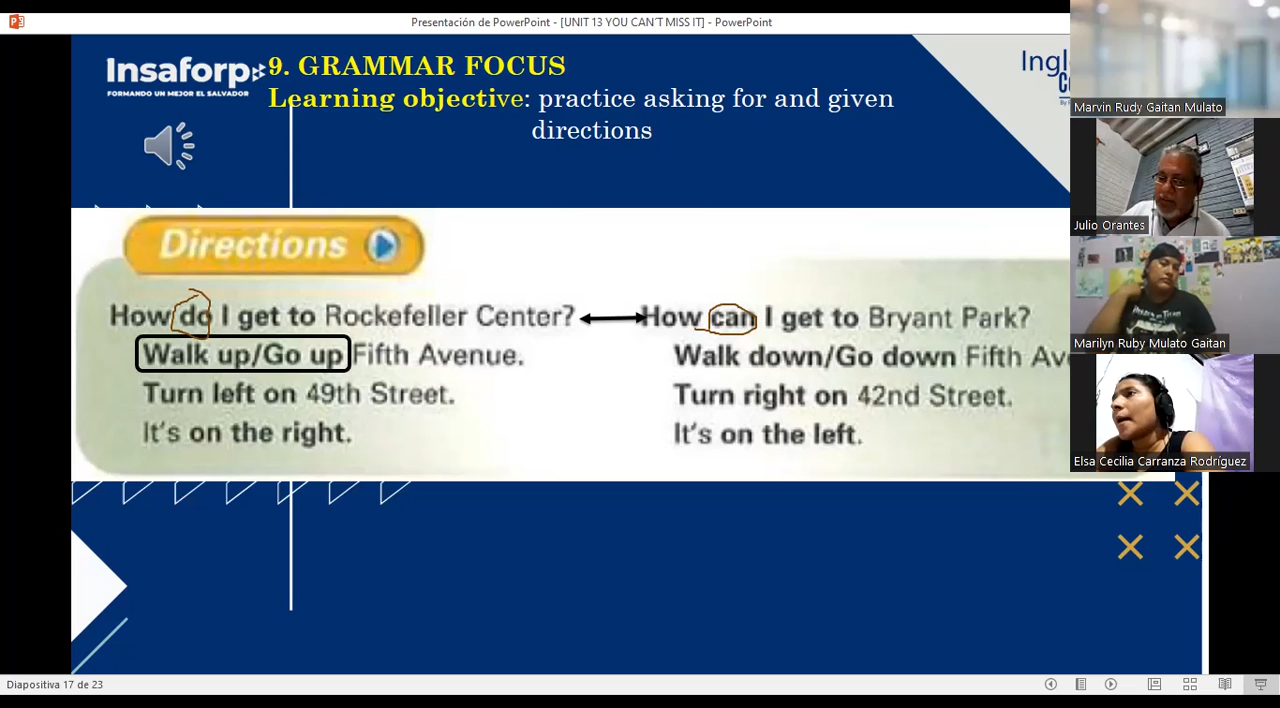 Presentación de PowerPoint - [UNIT 13 YOU CAN´T MISS IT] - PowerPoint
Insaforp
FORMANDO UN MEJOR EL SALVADOR
9. GRAMMAR FOCUS
Learning objective: practice asking for and given
directions
Directions
How do I get to Rockefeller Center?
Walk up/Go up Fifth Avenue.
Turn left on 49th Street.
It's on the right.
How can I get to Bryant Park?
Walk down/Go down Fifth Av
Turn right on 42nd Street.
It's on the left.
Marvin Rudy Gaitan Mulato
Julio Orantes
Marilyn Ruby Mulato Gaitan
Elsa Cecilia Carranza Rodríguez
Diapositiva 17 de 23